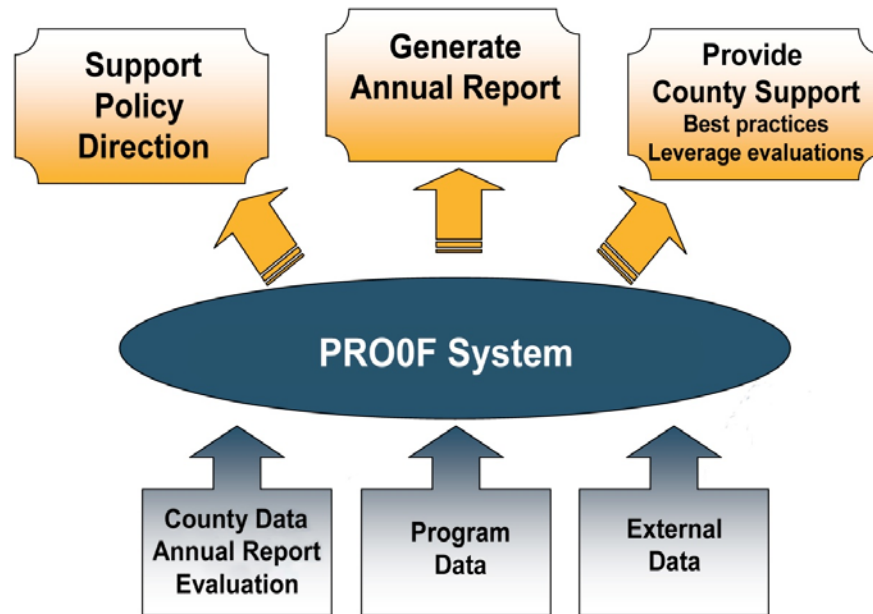 Support
Policy
Direction
Generate
Annual Report
Provide
County Support
Best practices
Leverage evaluations
PRO0F System
County Data
Annual Report
Evaluation
Program
Data
External
Data